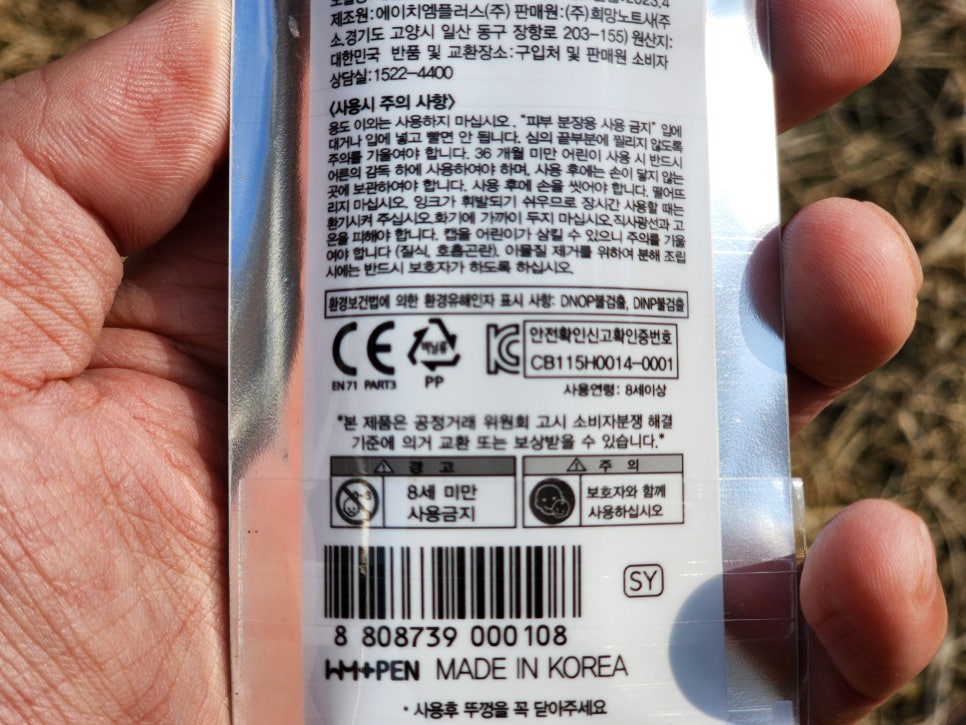 2023.4
제조원:에이치엠플러스(주) 판매원:(주)희망노트사(주
소.경기도 고양시 일산 동구 장항로 203-155) 원산지:
대한민국 반품 및 교환장소:구입처 및 판매원 소비자
상담실:1522-4400
<사용시 주의 사항>
용도 이외는 사용하지 마십시오. "피부 분장용 사용 금지" 입에
대거나 입에 넣고 빨면 안 됩니다. 심의 끝부분에 찔리지 않도록
주의를 기울여야 합니다. 36 개월 미만 어린이 사용 시 반드시
어른의 감독 하에 사용하여야 하며, 사용 후에는 손이 닿지 않는
곳에 보관하여야 합니다. 사용 후에 손을 씻어야 합니다. 떨어뜨
리지 마십시오. 잉크가 휘발되기 쉬우므로 장시간 사용할 때는
환기시켜 주십시오.화기에 가까이 두지 마십시오.직사광선과 고
온을 피해야 합니다. 캡을 어린이가 삼킬 수 있으니 주의를 기울
여야 합니다 (질식, 호흡곤란). 이물질 제거를 위하여 분해 조립
시에는 반드시 보호자가 하도록 하십시오.
환경보건법에 의한 환경유해인자 표시 사항: DNOP불검출, DINP불검출
CE
EN 71 PART3
비닐류
PP
KC
안전확인신고확인증번호
CB115H0014-0001
사용연령: 8세이상
*본 제품은 공정거래 위원회 고시 소비자분쟁 해결
기준에 의거 교환 또는 보상받을 수 있습니다.*
경 고
0-3
8세 미만
사용금지
주 의
보호자와 함께
사용하십시오
SY
8 808739 000108
HM+PEN MADE IN KOREA
• 사용후 뚜껑을 꼭 닫아주세요